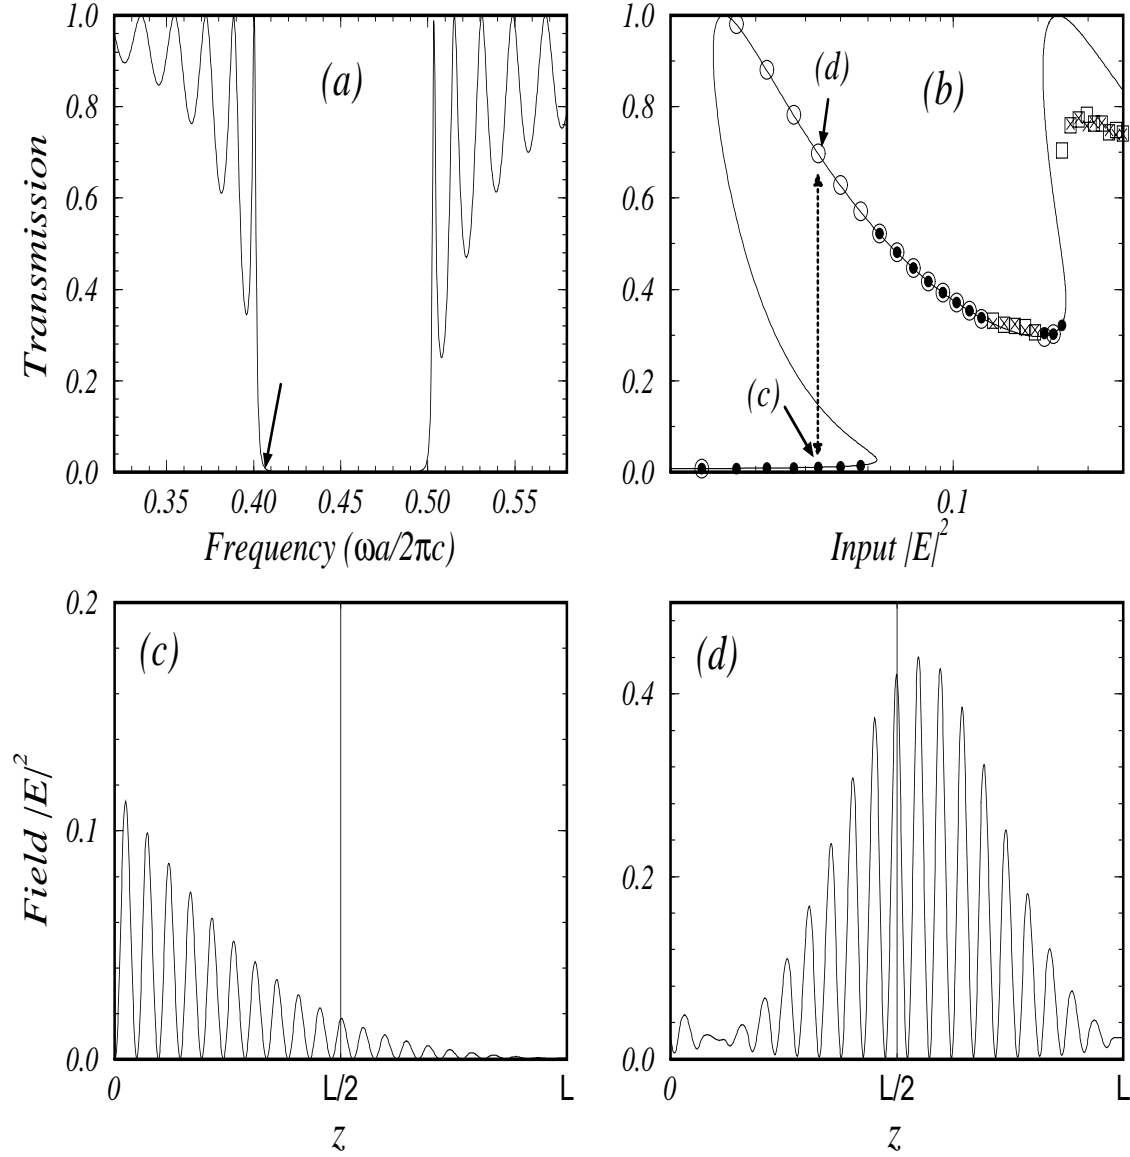 1.0
0.8
0.6
0.4
0.2
0.0
Transmission
(a)
0.35
0.40
0.45
0.50
0.55
Frequency (ωa/2πc)
1.0
0.8
0.6
0.4
0.2
0.0
(b)
(d)
(c)
0.1
Input |E|²
0.2
0.1
0.0
Field |E|²
(c)
0
L/2
L
z
0.4
0.2
0.0
(d)
0
L/2
L
z